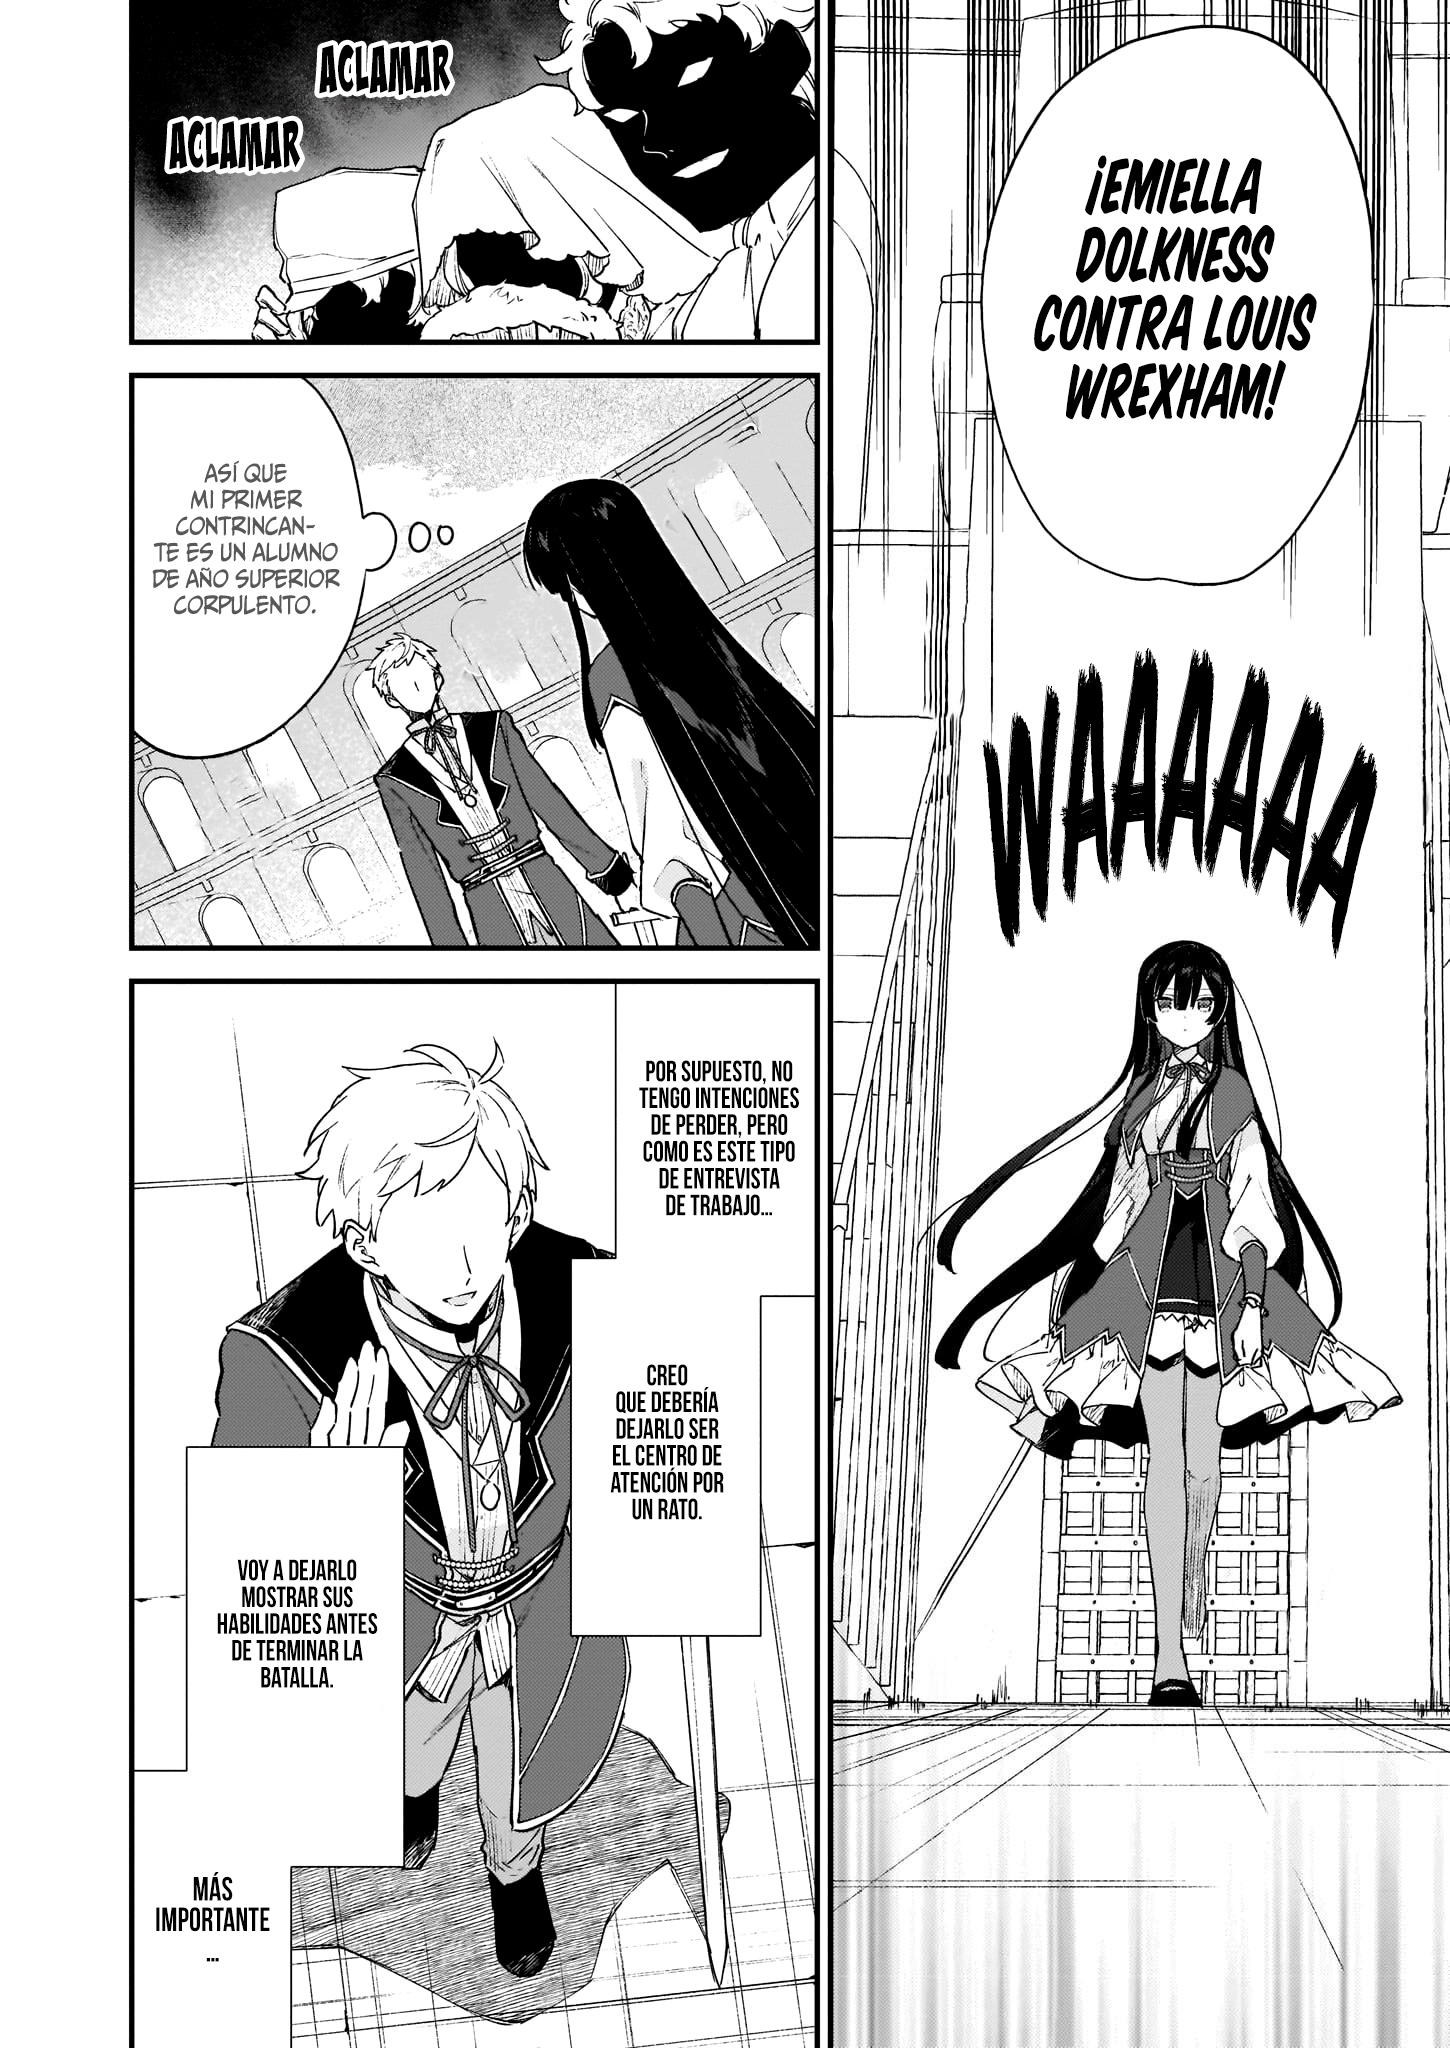 ¡EMIELLA
DOLKNESS
CONTRA LOUIS
WREXHAM!
WAAAAAA
ACLAMAR
ACLAMAR
ASÍ QUE
MI PRIMER
CONTRINCAN-
TE ES UN ALUMNO
DE AÑO SUPERIOR
CORPULENTO.
POR SUPUESTO, NO
TENGO INTENCIONES
DE PERDER, PERO
COMO ES ESTE TIPO
DE ENTREVISTA
DE TRABAJO...
CREO
QUE DEBERÍA
DEJARLO SER
EL CENTRO DE
ATENCIÓN POR
UN RATO.
VOY A DEJARLO
MOSTRAR SUS
HABILIDADES ANTES
DE TERMINAR LA
BATALLA.
MÁS
IMPORTANTE
...